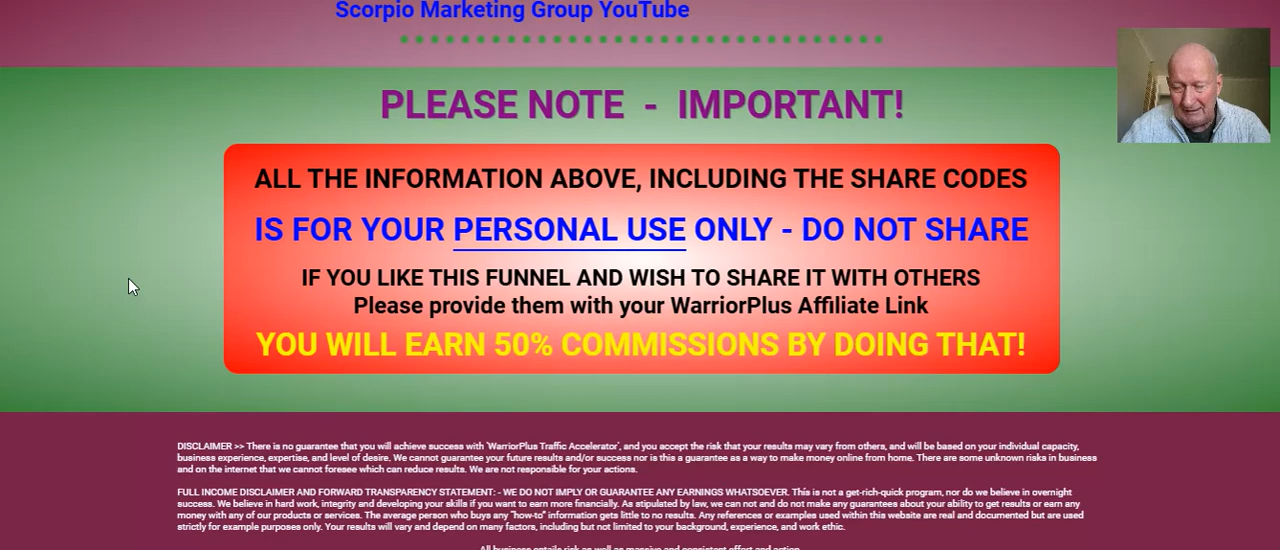 Scorpio Marketing Group YouTube
PLEASE NOTE - IMPORTANT!
ALL THE INFORMATION ABOVE, INCLUDING THE SHARE CODES
IS FOR YOUR PERSONAL USE ONLY - DO NOT SHARE
IF YOU LIKE THIS FUNNEL AND WISH TO SHARE IT WITH OTHERS
Please provide them with your WarriorPlus Affiliate Link
YOU WILL EARN 50% COMMISSIONS BY DOING THAT!
DISCLAIMER >> There is no guarantee that you will achieve success with 'WarriorPlus Traffic Accelerator', and you accept the risk that your results may vary from others, and will be based on your individual capacity,
business experience, expertise, and level of desire. We cannot guarantee your future results and/or success nor is this a guarantee as a way to make money online from home. There are some unknown risks in business
and on the internet that we cannot foresee which can reduce results. We are not responsible for your actions.
FULL INCOME DISCLAIMER AND FORWARD TRANSPARENCY STATEMENT: - WE DO NOT IMPLY OR GUARANTEE ANY EARNINGS WHATSOEVER. This is not a get-rich-quick program, nor do we believe in overnight
success. We believe in hard work, integrity and developing your skills if you want to earn more financially. As stipulated by law, we can not and do not make any guarantees about your ability to get results or earn any
money with any of our products or services. The average person who buys any "how-to" information gets little to no results. Any references or examples used within this website are real and documented but are used
strictly for example purposes only. Your results will vary and depend on many factors, including but not limited to your background, experience, and work ethic.
All business entails risk as well as massive and consistent effort and action